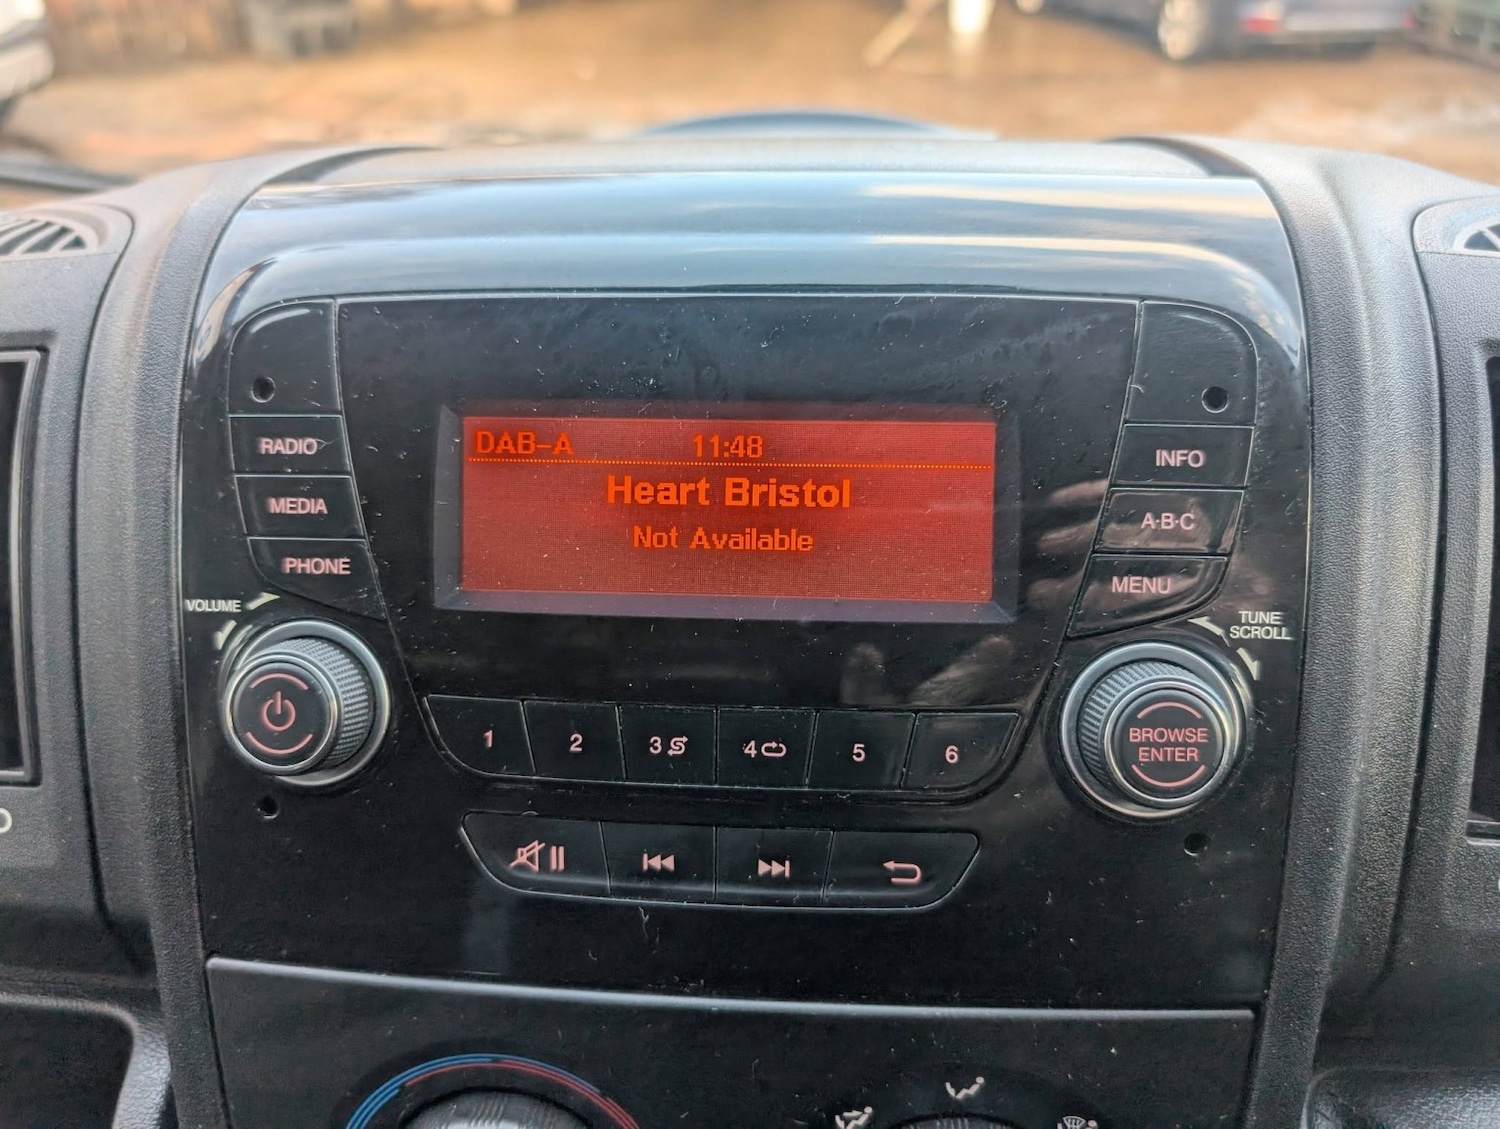 DAB-A 11:48
Heart Bristol
Not Available
RADIO
MEDIA
PHONE
VOLUME
INFO
A·B·C
MENU
TUNE
SCROLL
BROWSE
ENTER
1 2 3 4 5 6